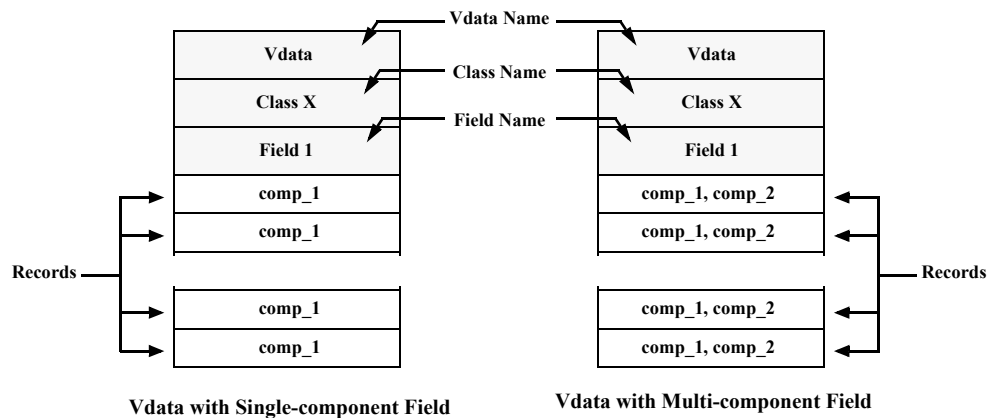 Vdata Name
Vdata
Vdata
Class Name
Class X
Class X
Field Name
Field 1
Field 1
comp_1
comp_1, comp_2
comp_1
comp_1, comp_2
Records
Records
comp_1
comp_1, comp_2
comp_1
comp_1, comp_2
Vdata with Single-component Field
Vdata with Multi-component Field